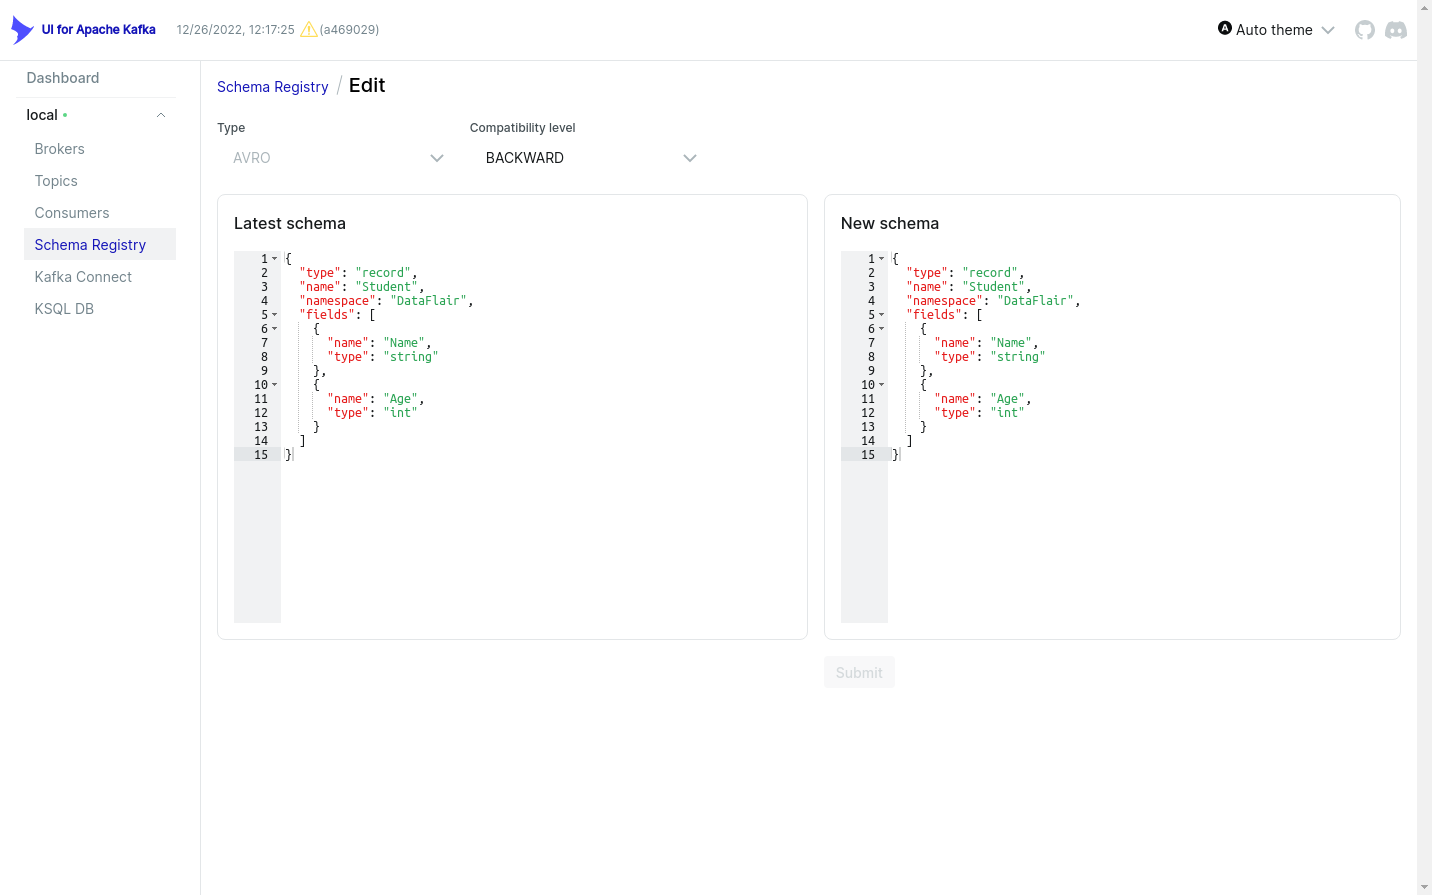 UI for Apache Kafka 12/26/2022, 12:17:25 (a469029) A Auto theme
Dashboard
local
Brokers
Topics
Consumers
Schema Registry
Kafka Connect
KSQL DB
Schema Registry / Edit
Type Compatibility level
AVRO BACKWARD
Latest schema
1 {
2 "type": "record",
3 "name": "Student",
4 "namespace": "DataFlair",
5 "fields": [
6 {
7 "name": "Name",
8 "type": "string"
9 },
10 {
11 "name": "Age",
12 "type": "int"
13 }
14 ]
15 }
New schema
1 {
2 "type": "record",
3 "name": "Student",
4 "namespace": "DataFlair",
5 "fields": [
6 {
7 "name": "Name",
8 "type": "string"
9 },
10 {
11 "name": "Age",
12 "type": "int"
13 }
14 ]
15 }
Submit